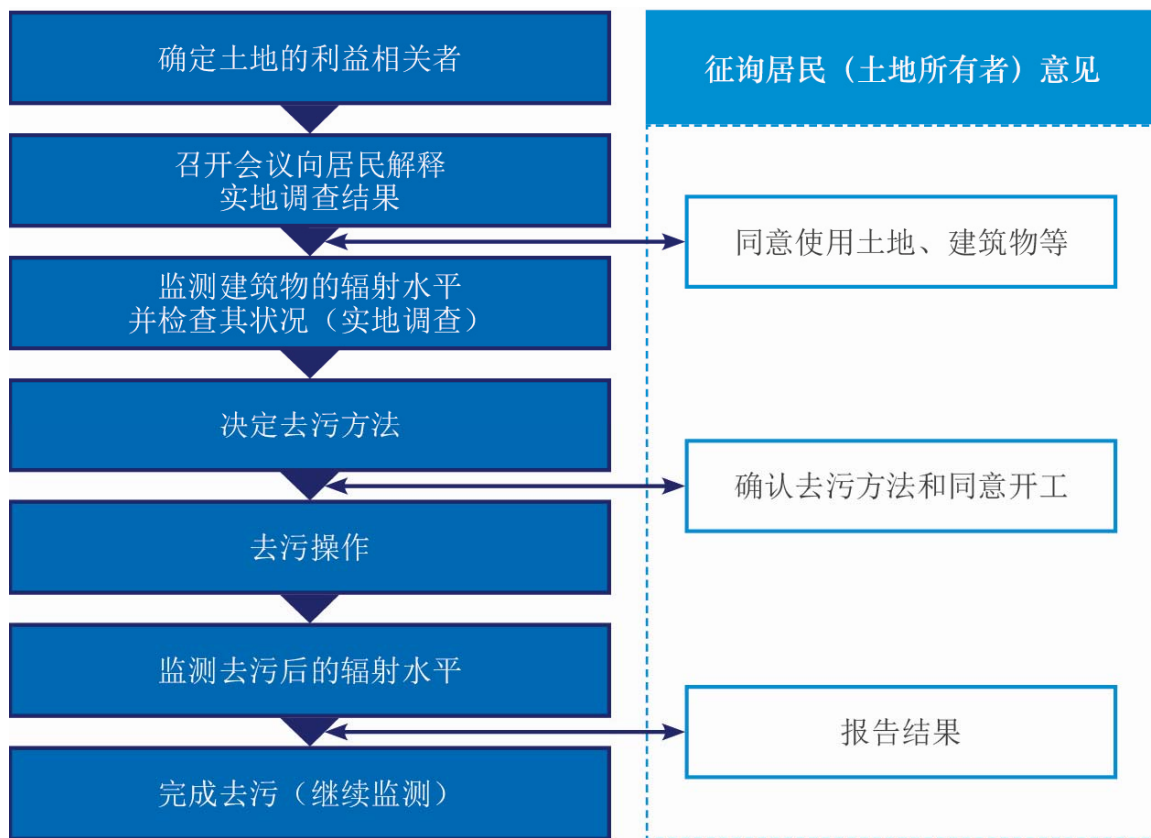 确定土地的利益相关者
征询居民（土地所有者）意见
召开会议向居民解释
实地调查结果
同意使用土地、建筑物等
监测建筑物的辐射水平
并检查其状况（实地调查）
决定去污方法
确认去污方法和同意开工
去污操作
监测去污后的辐射水平
报告结果
完成去污（继续监测）